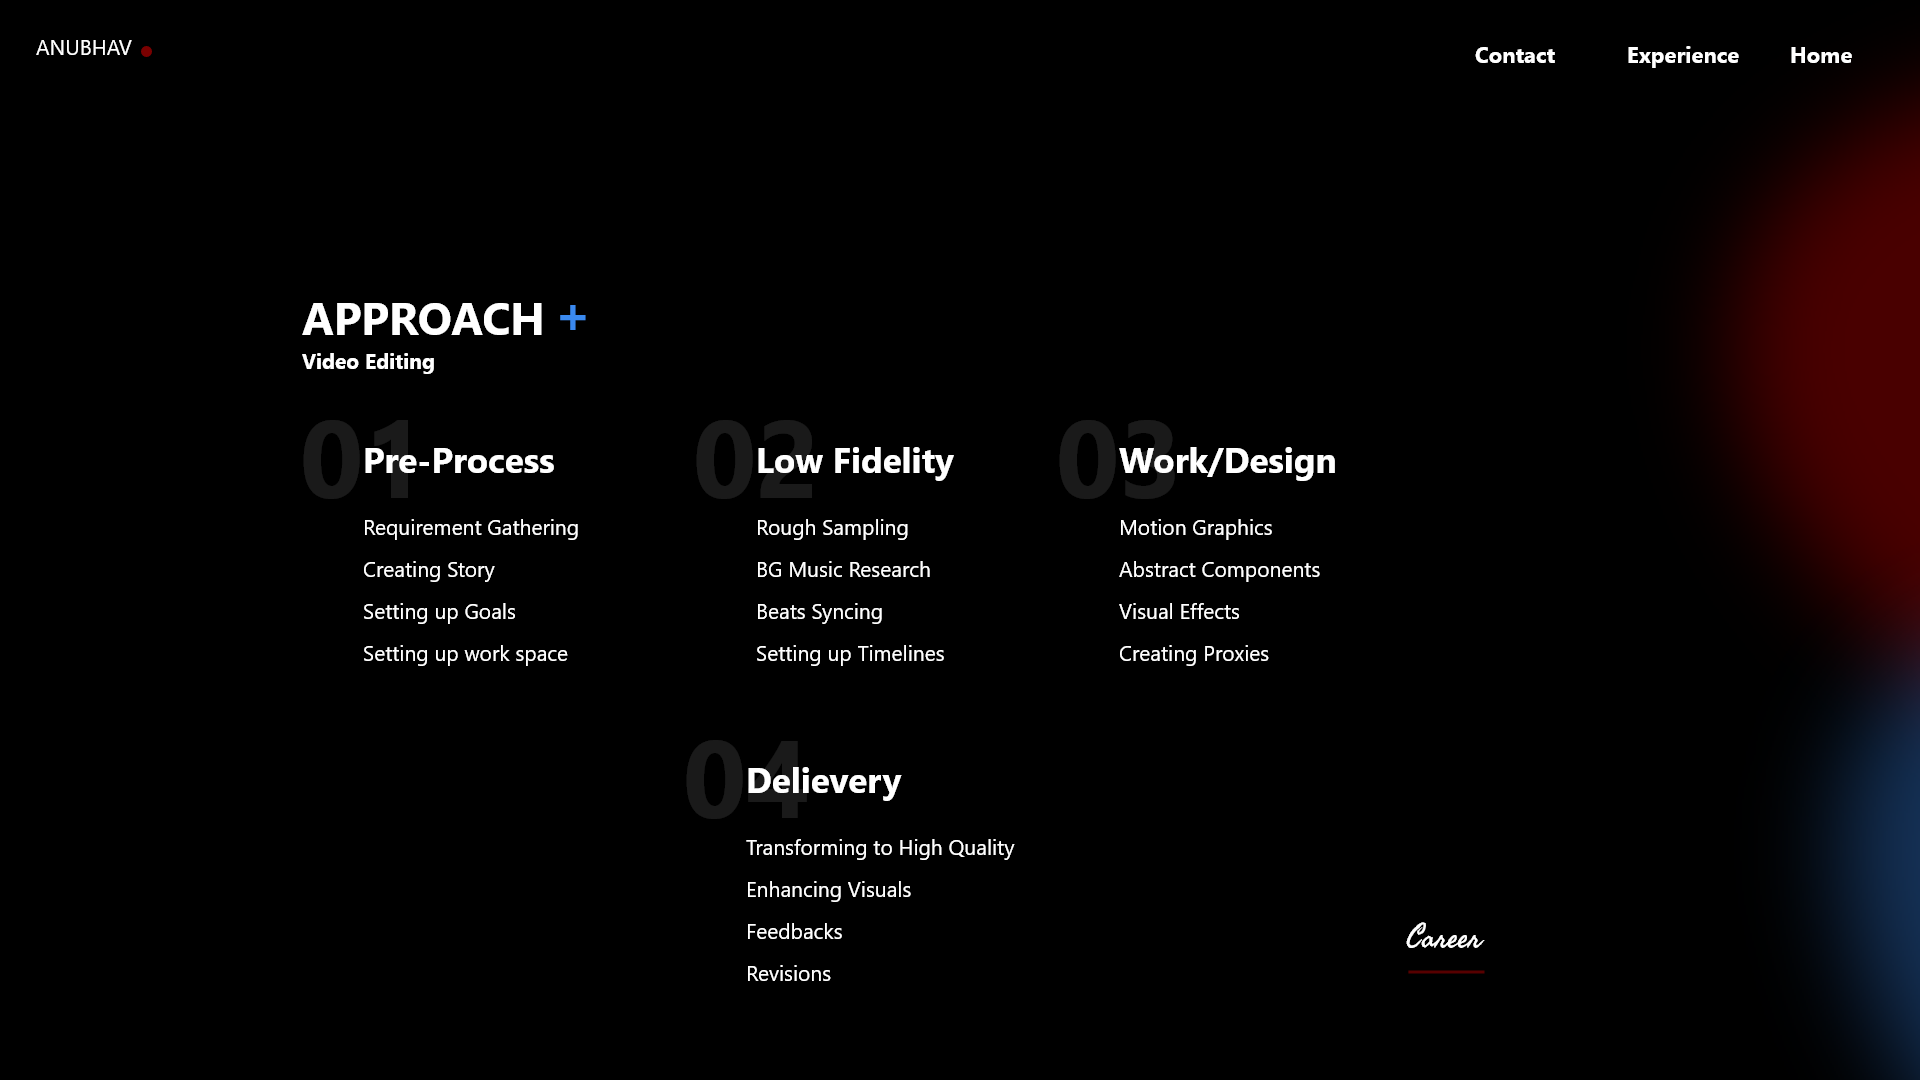 ANUBHAV
Contact Experience Home
APPROACH +
Video Editing
01 Pre-Process
Requirement Gathering
Creating Story
Setting up Goals
Setting up work space
02 Low Fidelity
Rough Sampling
BG Music Research
Beats Syncing
Setting up Timelines
03 Work/Design
Motion Graphics
Abstract Components
Visual Effects
Creating Proxies
04 Delievery
Transforming to High Quality
Enhancing Visuals
Feedbacks
Revisions
Career